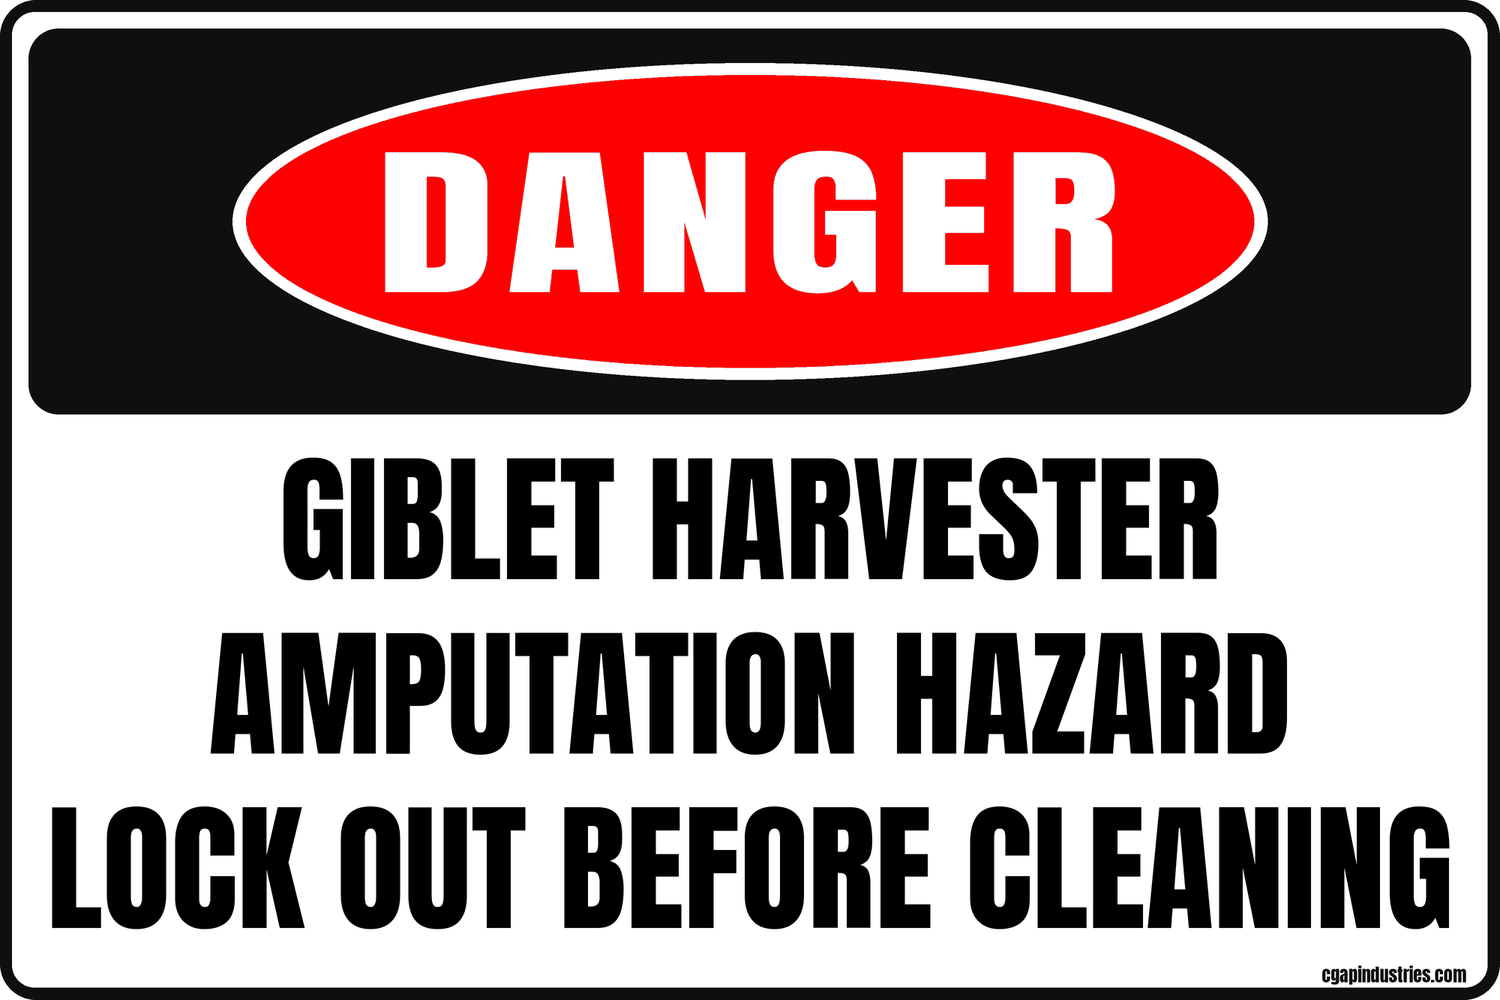 DANGER
GIBLET HARVESTER
AMPUTATION HAZARD
LOCK OUT BEFORE CLEANING
cgapindustries.com